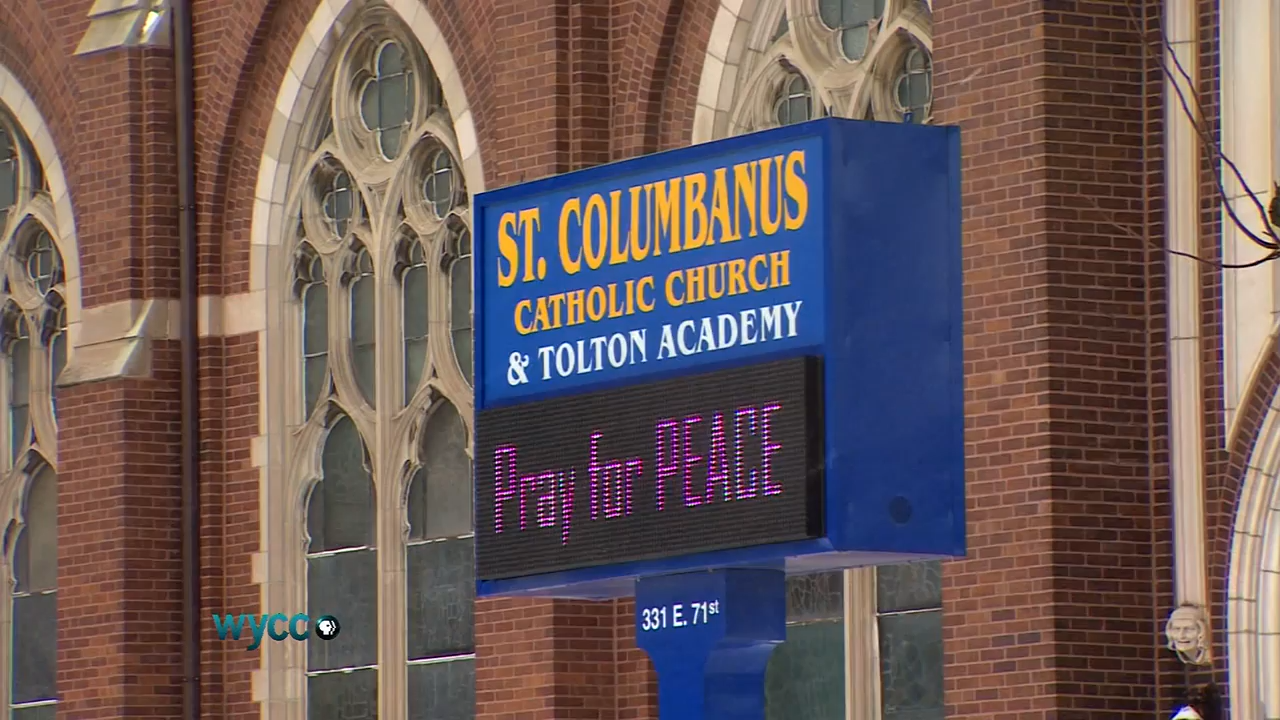 ST. COLUMBANUS
CATHOLIC CHURCH
& TOLTON ACADEMY
Pray for PEACE
331 E. 71st
wycc